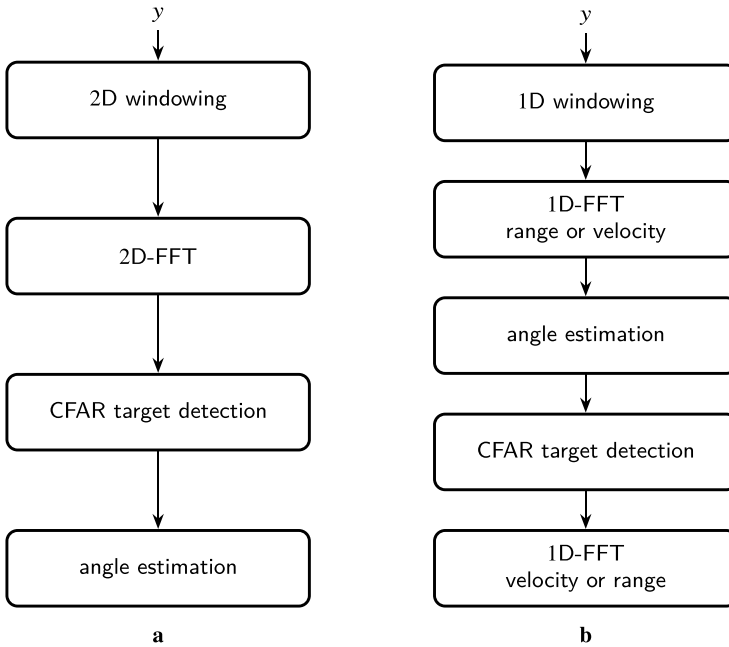 y
2D windowing
2D-FFT
CFAR target detection
angle estimation
a
y
1D windowing
1D-FFT
range or velocity
angle estimation
CFAR target detection
1D-FFT
velocity or range
b